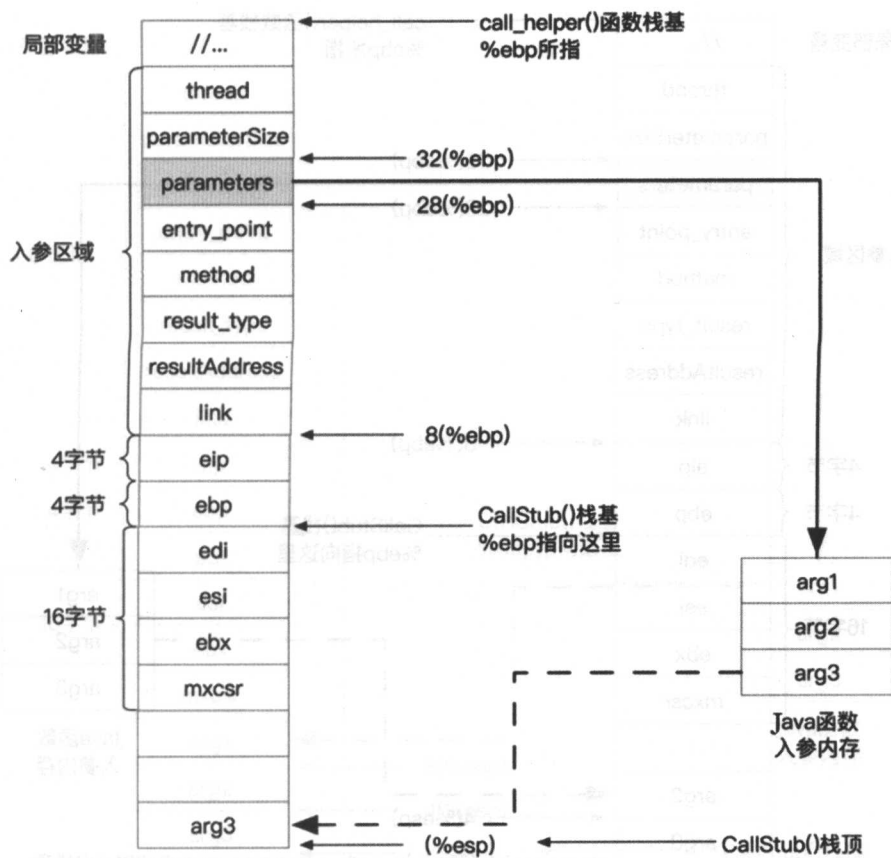 call_helper()函数栈基
%ebp所指
局部变量
//...
thread
parameterSize
32(%ebp)
parameters
28(%ebp)
entry_point
入参区域
method
result_type
resultAddress
link
8(%ebp)
4字节
eip
4字节
ebp
CallStub()栈基
%ebp指向这里
edi
esi
16字节
ebx
mxcsr
arg1
arg2
arg3
Java函数
入参内存
arg3
(%esp)
CallStub()栈顶